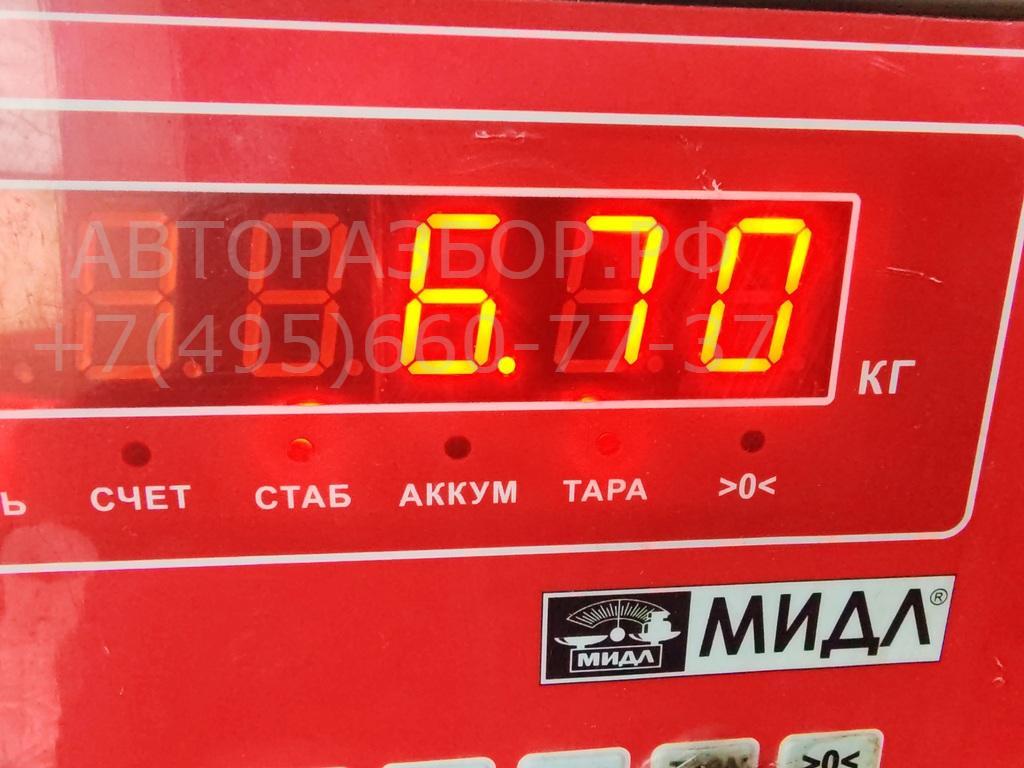 АВТОРАЗБОР.РФ
+7(495)660-77-37
6.70
КГ
СЧЕТ СТАБ АККУМ ТАРА >0<
МИДЛ
МИДЛ®
>0<